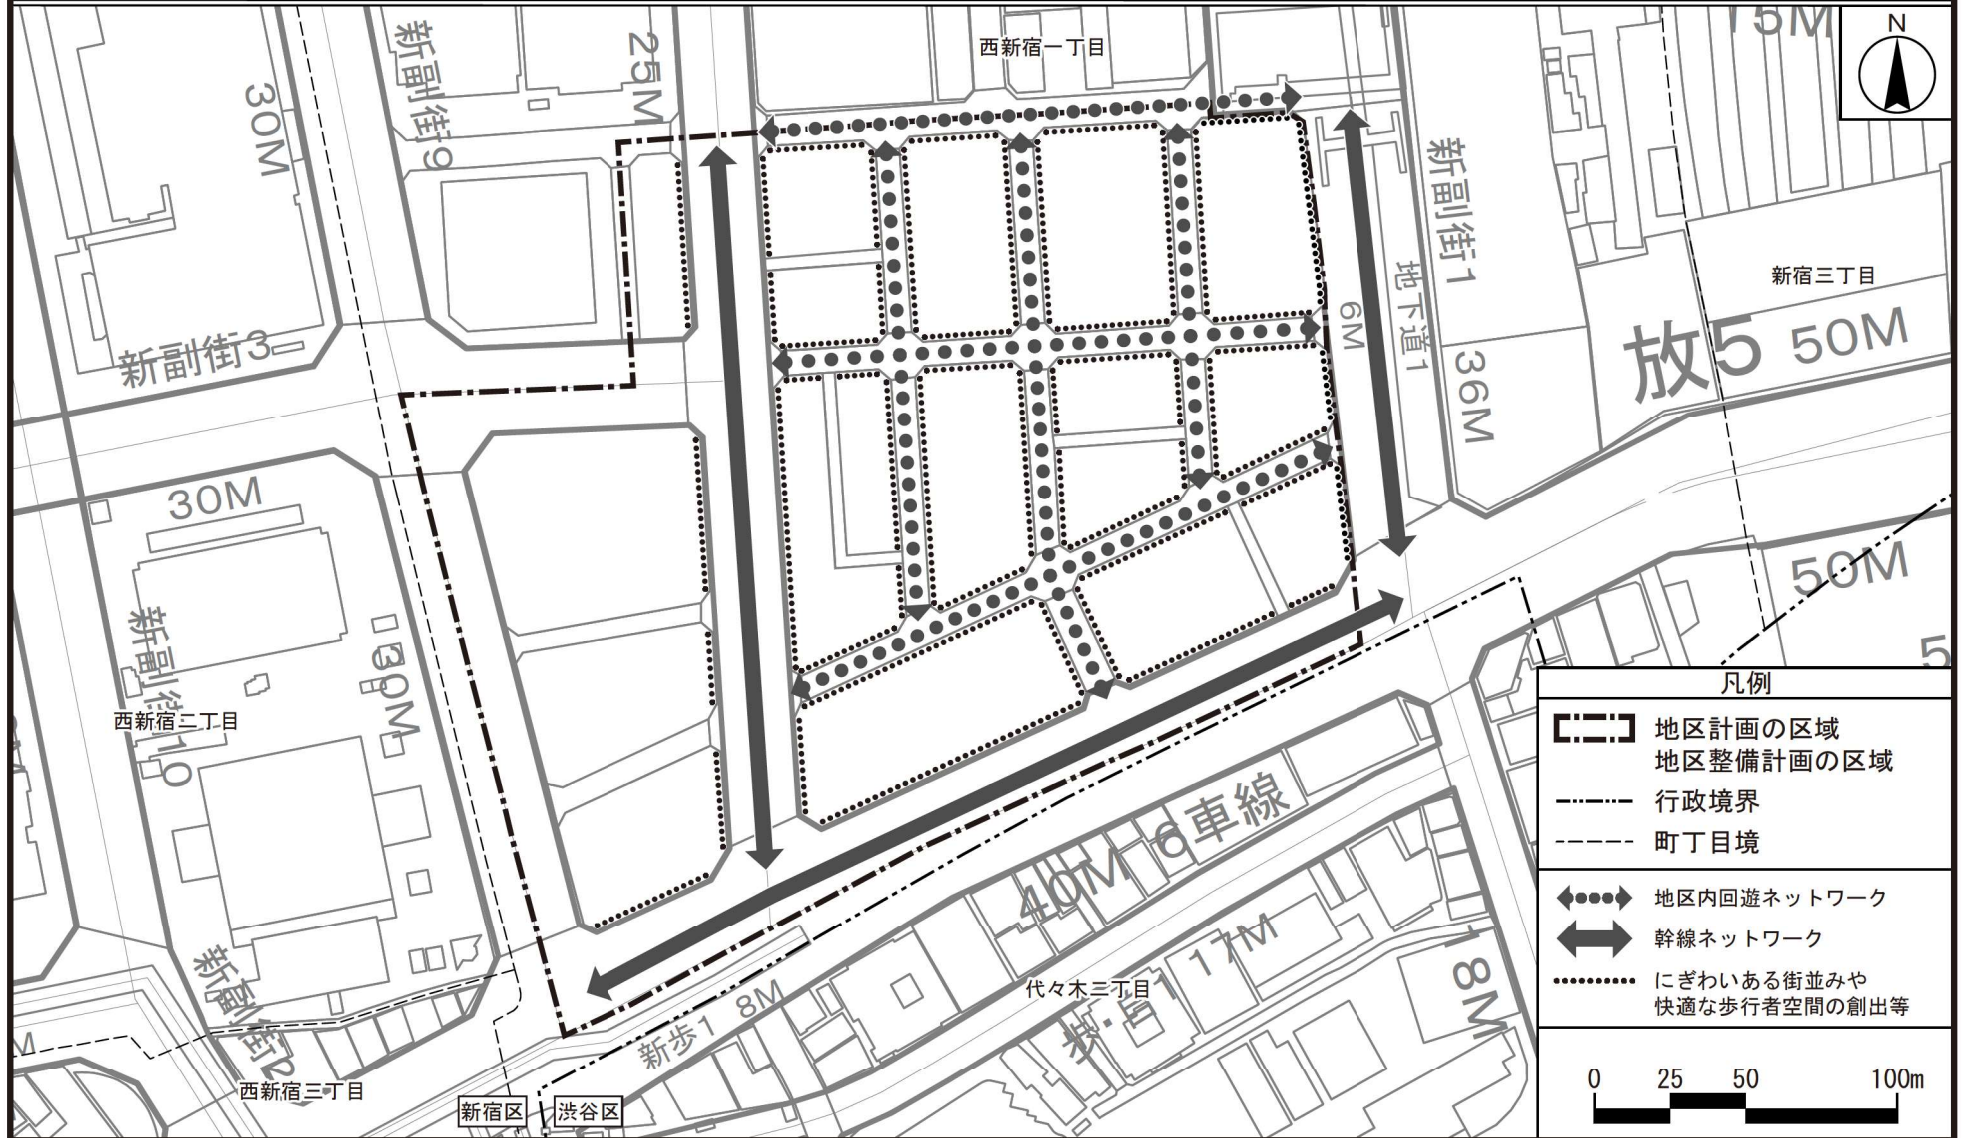 15M
N
西新宿一丁目
25M
新副街9
30M
新副街1
地下道1
6M
新宿三丁目
放5
50M
新副街3
36M
30M
50M
5
新副街10
30M
西新宿二丁目
40M 6車線
17M
18M
代々木二丁目
新歩1 8M
新副街2
西新宿三丁目
新宿区
渋谷区
凡例
地区計画の区域
地区整備計画の区域
行政境界
町丁目境
地区内回遊ネットワーク
幹線ネットワーク
にぎわいある街並みや
快適な歩行者空間の創出等
0 25 50 100m